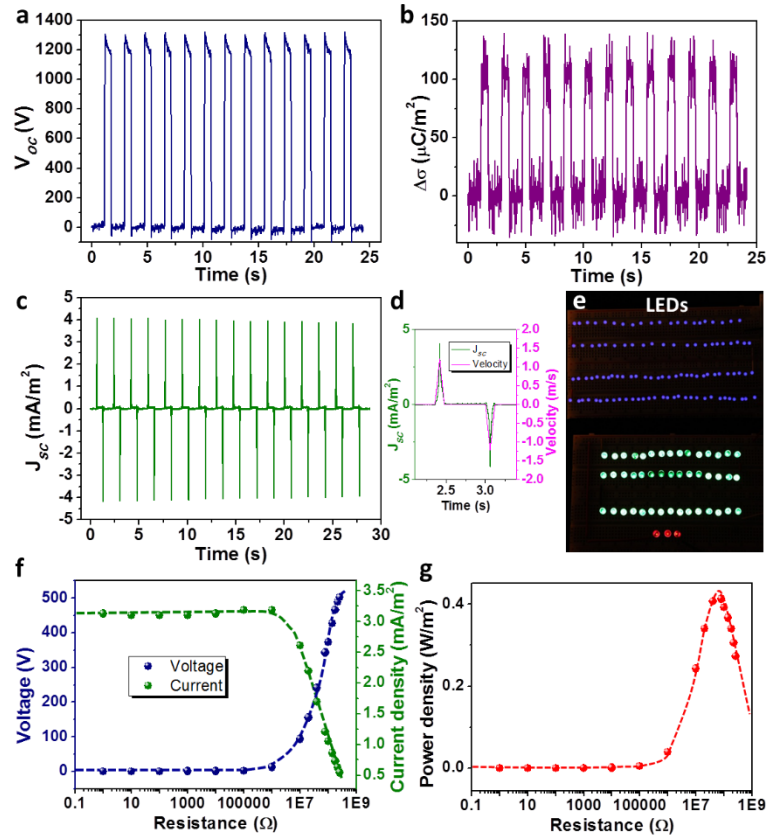 a
1400
1200
1000
800
600
400
200
0
V_oc (V)
0 5 10 15 20 25
Time (s)
b
150
100
50
0
Δσ (μC/m²)
0 5 10 15 20 25
Time (s)
c
5
4
3
2
1
0
-1
-2
-3
-4
-5
J_sc (mA/m²)
0 5 10 15 20 25 30
Time (s)
d
5
0
-5
J_sc (mA/m²)
J_sc
Velocity
2.0
1.5
1.0
0.5
0.0
-0.5
-1.0
-1.5
-2.0
Velocity (m/s)
2.5 3.0
Time (s)
e
LEDs
f
500
400
300
200
100
0
Voltage (V)
Voltage
Current
3.5
3.0
2.5
2.0
1.5
1.0
0.5
Current density (mA/m²)
0.1 10 1000 100000 1E7 1E9
Resistance (Ω)
g
0.4
0.2
0.0
Power density (W/m²)
0.1 10 1000 100000 1E7 1E9
Resistance (Ω)